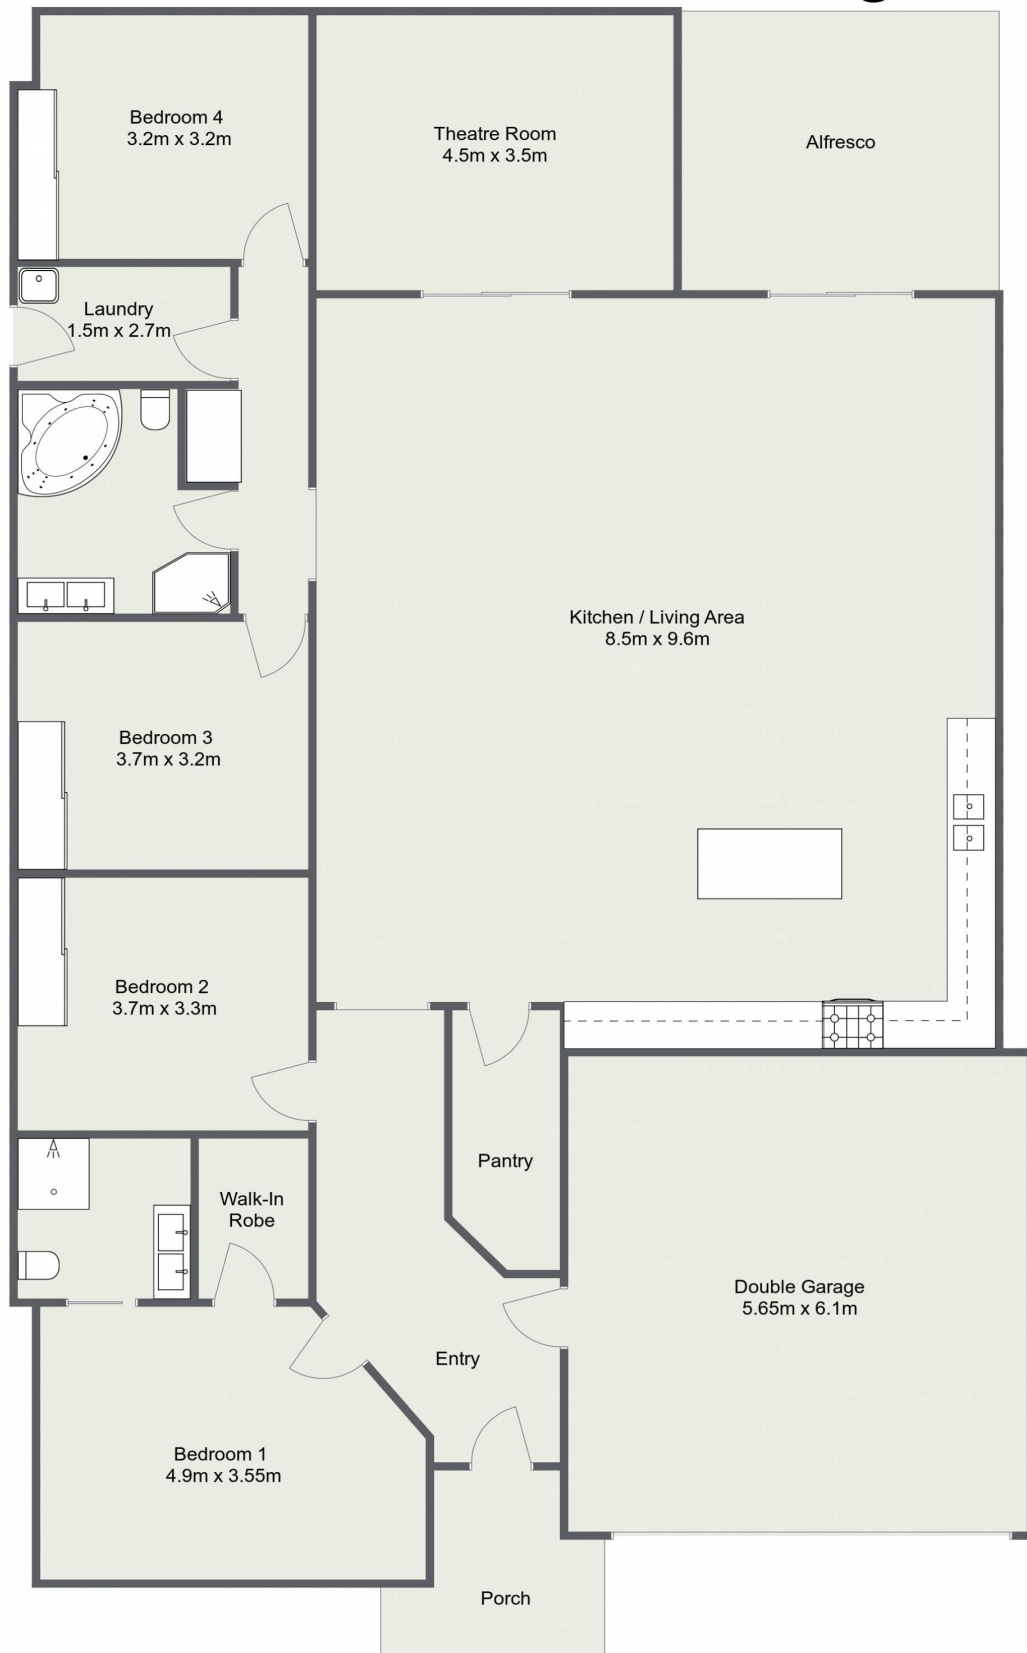 Bedroom 4
3.2m x 3.2m
Theatre Room
4.5m x 3.5m
Alfresco
Laundry
1.5m x 2.7m
Kitchen / Living Area
8.5m x 9.6m
Bedroom 3
3.7m x 3.2m
Bedroom 2
3.7m x 3.3m
Pantry
Walk-In
Robe
Double Garage
5.65m x 6.1m
Entry
Bedroom 1
4.9m x 3.55m
Porch